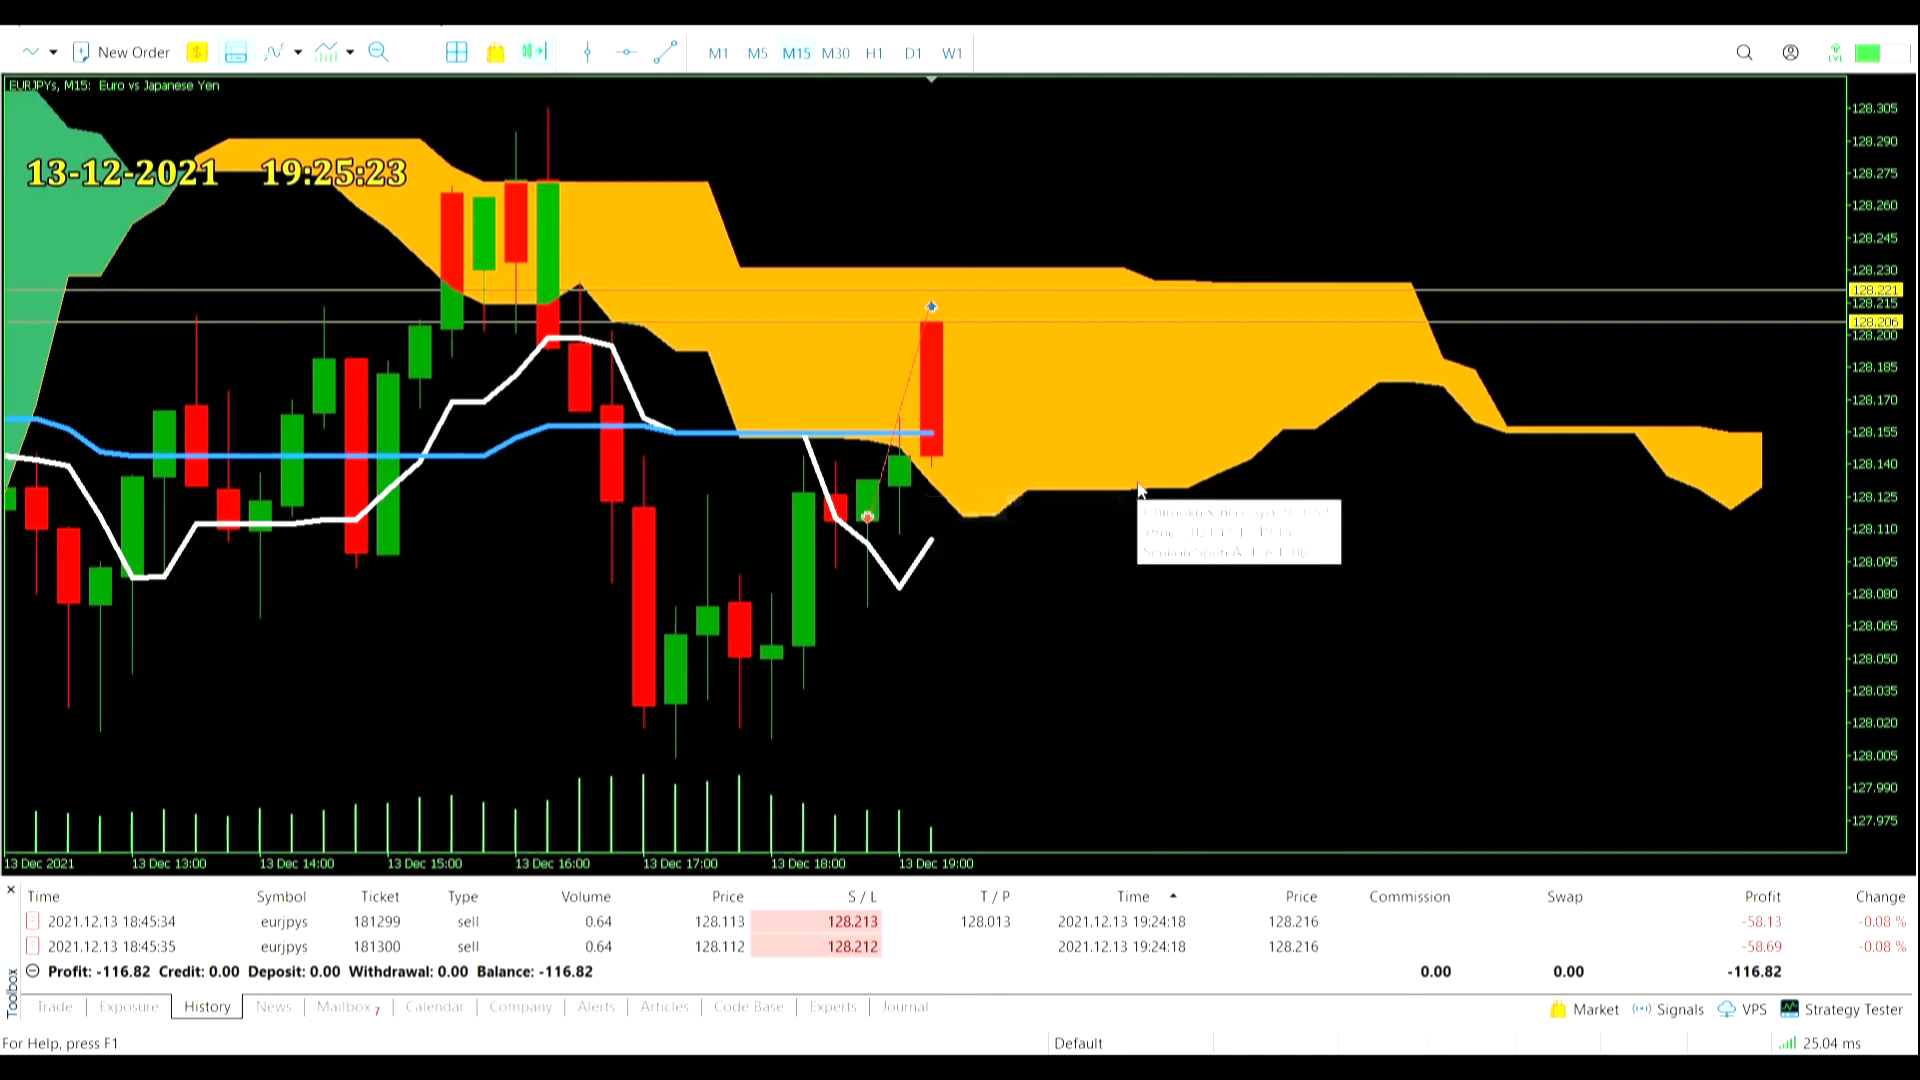 New Order $ M1 M5 M15 M30 H1 D1 W1 LVL
EURJPYs, M15: Euro vs Japanese Yen
13-12-2021 19:25:23
128.305
128.290
128.275
128.260
128.245
128.230
128.221
128.215
128.206
128.200
128.185
128.170
128.155
128.140
128.125
128.110
128.095
128.080
128.065
128.050
128.035
128.020
128.005
127.990
127.975
13 Dec 2021 13 Dec 13:00 13 Dec 14:00 13 Dec 15:00 13 Dec 16:00 13 Dec 17:00 13 Dec 18:00 13 Dec 19:00
Time Symbol Ticket Type Volume Price S / L T / P Time Price Commission Swap Profit Change
2021.12.13 18:45:34 eurjpys 181299 sell 0.64 128.113 128.213 128.013 2021.12.13 19:24:18 128.216 -58.13 -0.08 %
2021.12.13 18:45:35 eurjpys 181300 sell 0.64 128.112 128.212 2021.12.13 19:24:18 128.216 -58.69 -0.08 %
Profit: -116.82 Credit: 0.00 Deposit: 0.00 Withdrawal: 0.00 Balance: -116.82 0.00 0.00 -116.82
Toolbox
Trade Exposure History News Mailbox 7 Calendar Company Alerts Articles Code Base Experts Journal Market Signals VPS Strategy Tester
For Help, press F1 Default 25.04 ms